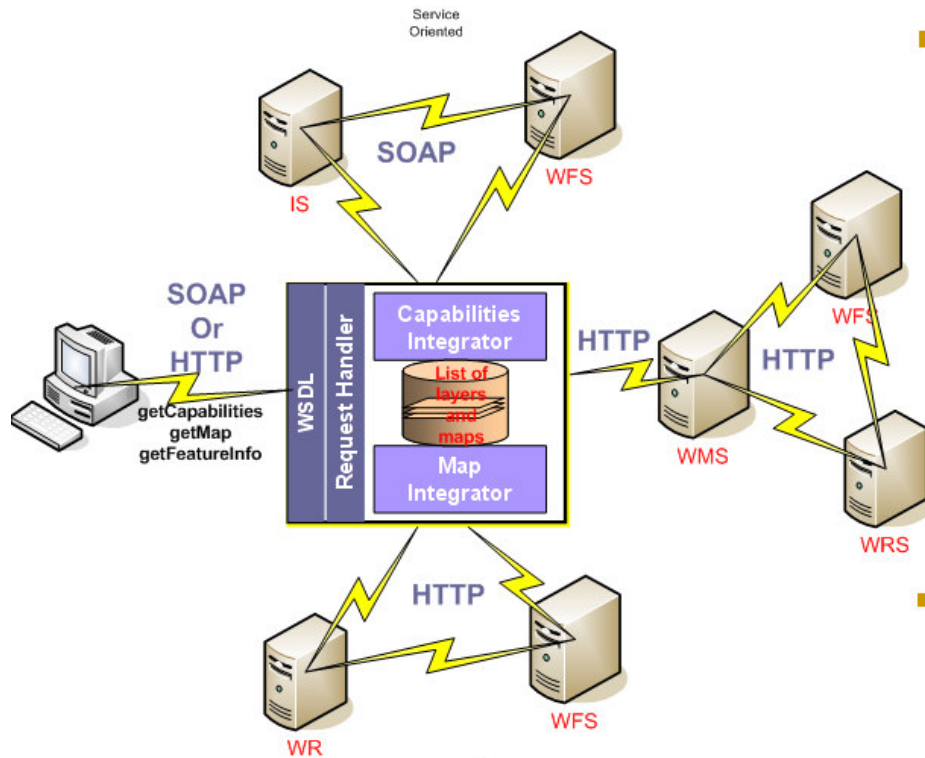 Service
Oriented
SOAP
IS
WFS
SOAP
Or
HTTP
getCapabilities
getMap
getFeatureInfo
WSDL
Request Handler
Capabilities
Integrator
List of
layers
and
maps
Map
Integrator
HTTP
WMS
HTTP
WFS
WRS
HTTP
WR
WFS